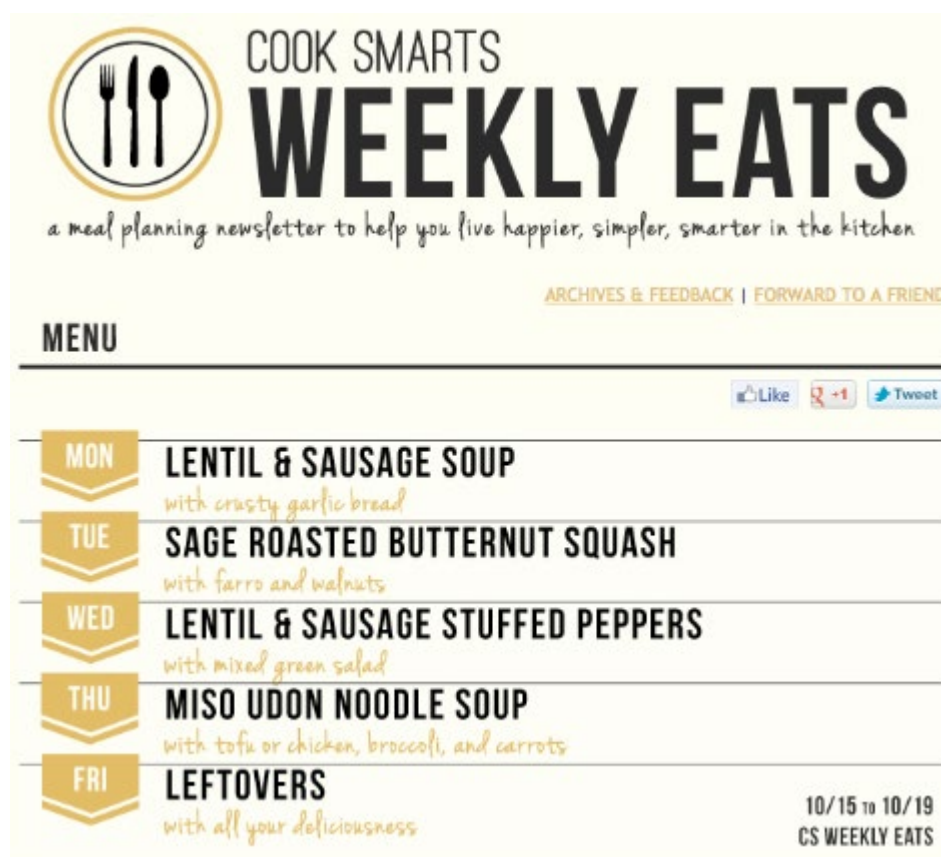 COOK SMARTS
WEEKLY EATS
a meal planning newsletter to help you live happier, simpler, smarter in the kitchen
ARCHIVES & FEEDBACK | FORWARD TO A FRIEND
MENU
Like +1 Tweet
MON
LENTIL & SAUSAGE SOUP
with crusty garlic bread
TUE
SAGE ROASTED BUTTERNUT SQUASH
with farro and walnuts
WED
LENTIL & SAUSAGE STUFFED PEPPERS
with mixed green salad
THU
MISO UDON NOODLE SOUP
with tofu or chicken, broccoli, and carrots
FRI
LEFTOVERS
with all your deliciousness
10/15 TO 10/19
CS WEEKLY EATS